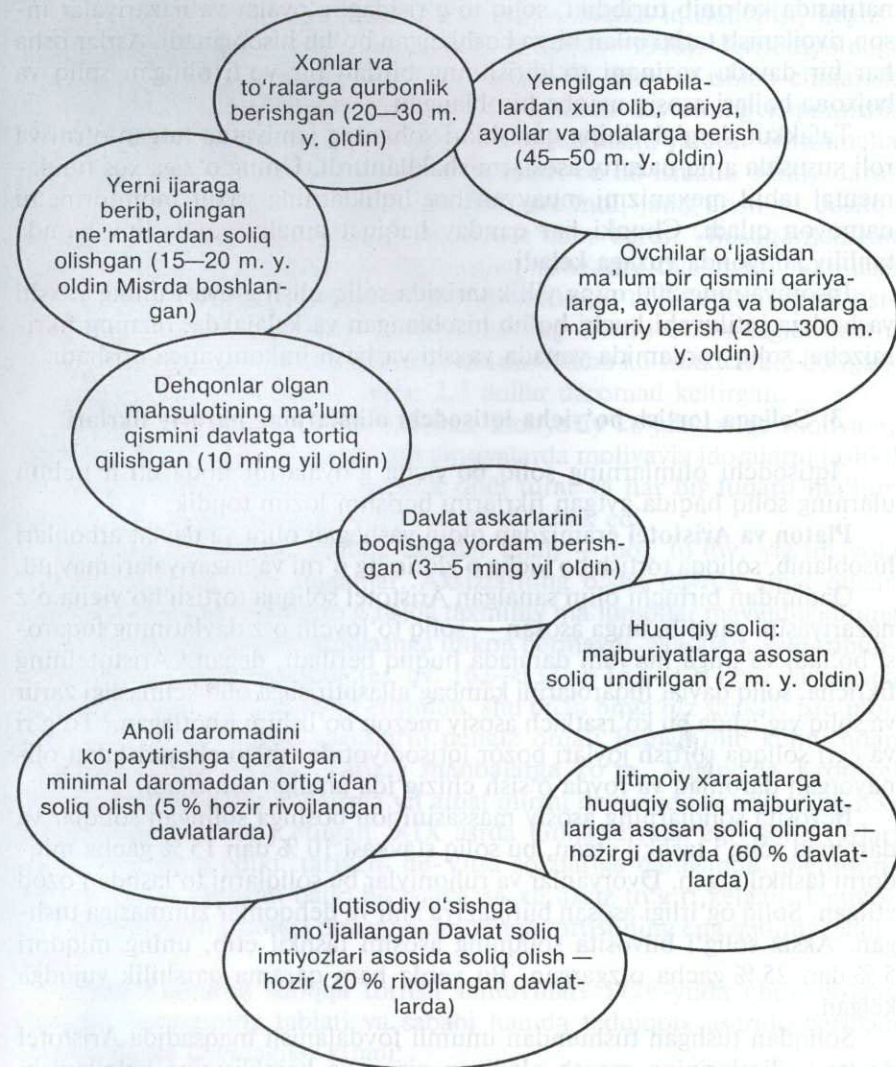 Xonlar va
to‘ralarga qurbonlik
berishgan (20—30 m.
y. oldin)
Yengilgan qabila-
lardan xun olib, qariya,
ayollar va bolalarga berish
(45—50 m. y. oldin)
Yerni ijaraga
berib, olingan
ne’matlardan soliq
olishgan (15—20 m. y.
oldin Misrda boshlan-
gan)
Ovchilar o‘ljasidan
ma’lum bir qismini qariya-
larga, ayollarga va bolalarga
majburiy berish (280—300 m.
y. oldin)
Dehqonlar olgan
mahsulotining ma’lum
qismini davlatga tortiq
qilishgan (10 ming yil oldin)
Davlat askarlarini
boqishga yordam berish-
gan (3—5 ming yil oldin)
Huquqiy soliq:
majburiyatlarga asosan
soliq undirilgan (2 m. y. oldin)
Aholi daromadini
ko‘paytirishga qaratilgan
minimal daromaddan ortig‘idan
soliq olish (5 % hozir rivojlangan
davlatlarda)
Ijtimoiy xarajatlarga
huquqiy soliq majburiyat-
lariga asosan soliq olingan —
hozirgi davrda (60 % davlat-
larda)
Iqtisodiy o‘sishga
mo‘ljallangan Davlat soliq
imtiyozlari asosida soliq olish —
hozir (20 % rivojlangan davlat-
larda)